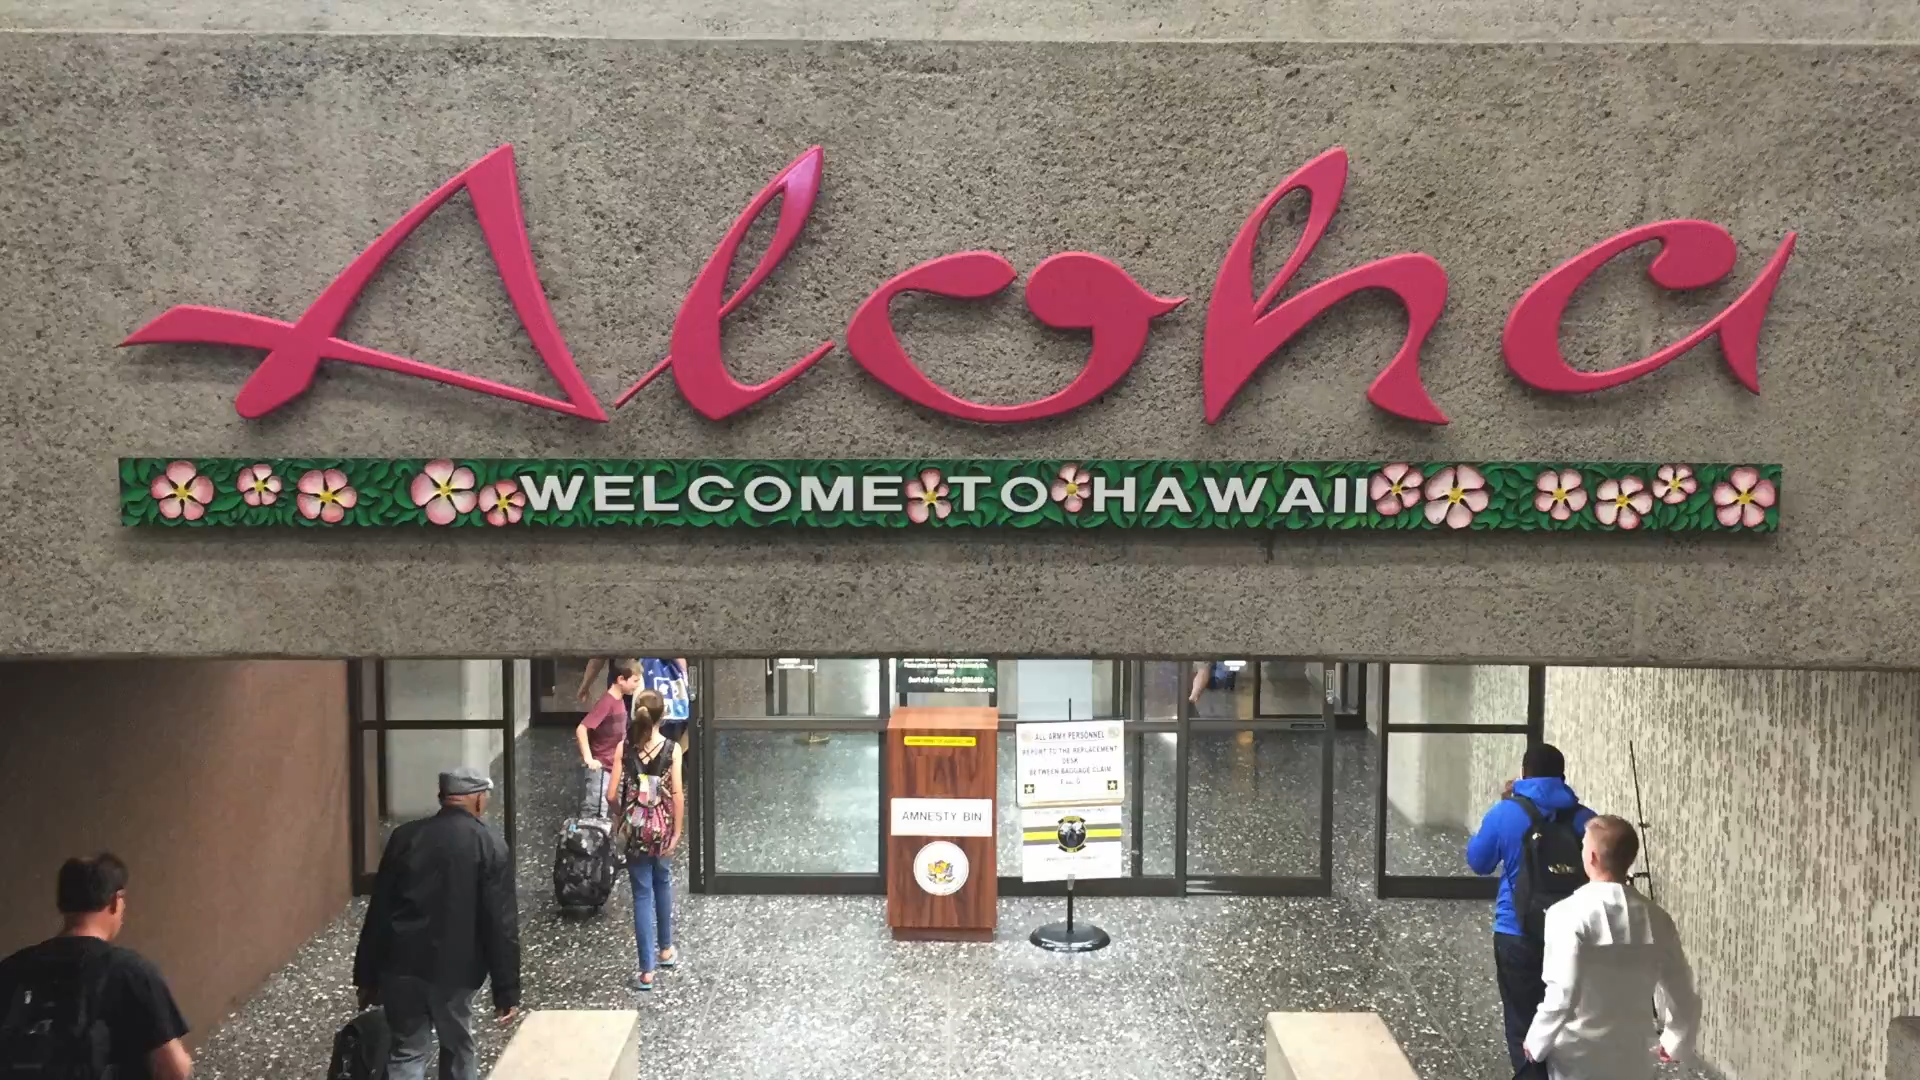 Aloha
WELCOME TO HAWAII
AMNESTY BIN
ALL ARMY PERSONNEL
REPORT TO THE REPLACEMENT
DESK
BETWEEN BAGGAGE CLAIM